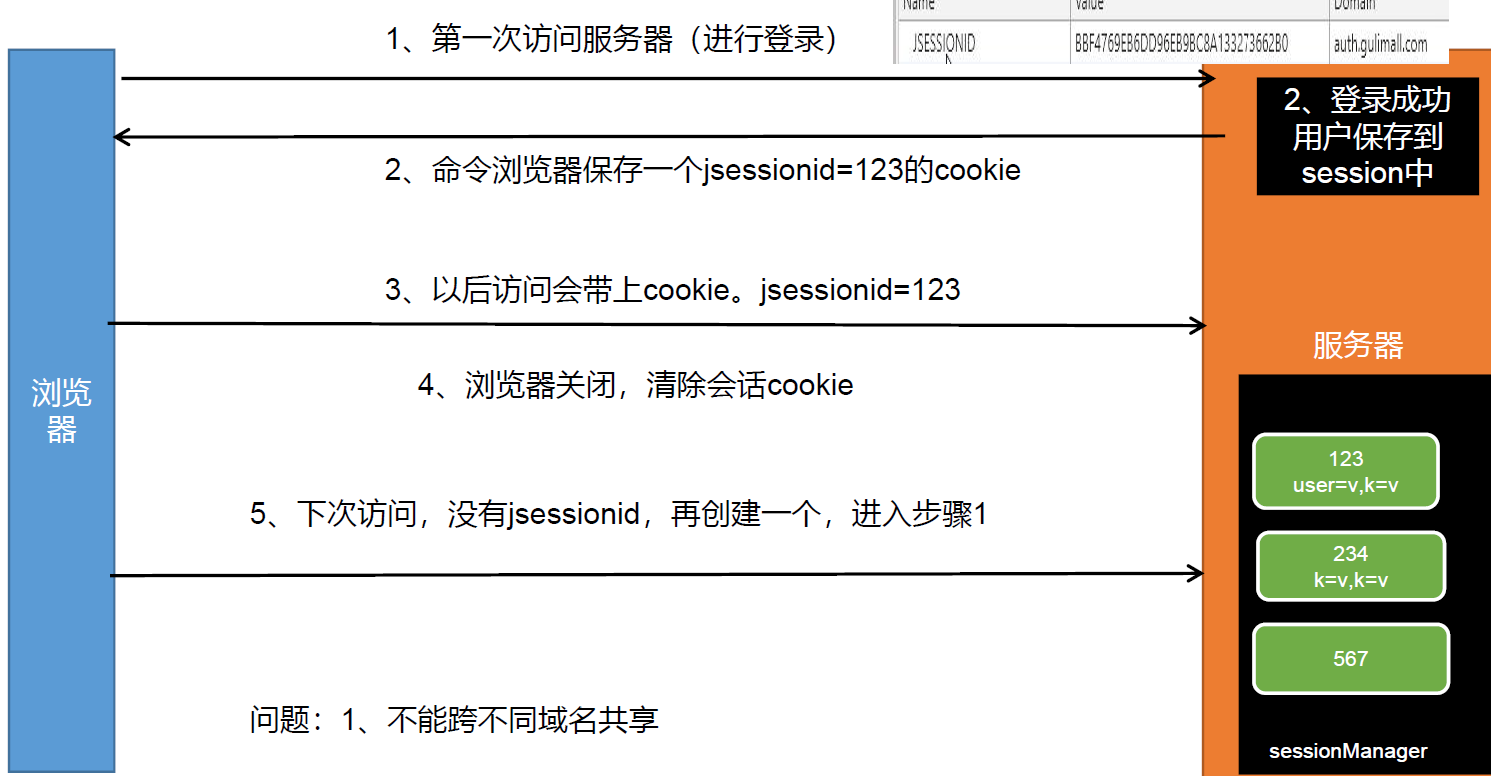 Name Value Domain
JSESSIONID BBF4769EB6DD96EB9BC8A133273662B0 auth.gulimall.com
1、第一次访问服务器（进行登录）
2、登录成功
用户保存到
session中
2、命令浏览器保存一个jsessionid=123的cookie
3、以后访问会带上cookie。jsessionid=123
服务器
4、浏览器关闭，清除会话cookie
浏览
器
123
user=v,k=v
5、下次访问，没有jsessionid，再创建一个，进入步骤1
234
k=v,k=v
567
问题：1、不能跨不同域名共享
sessionManager